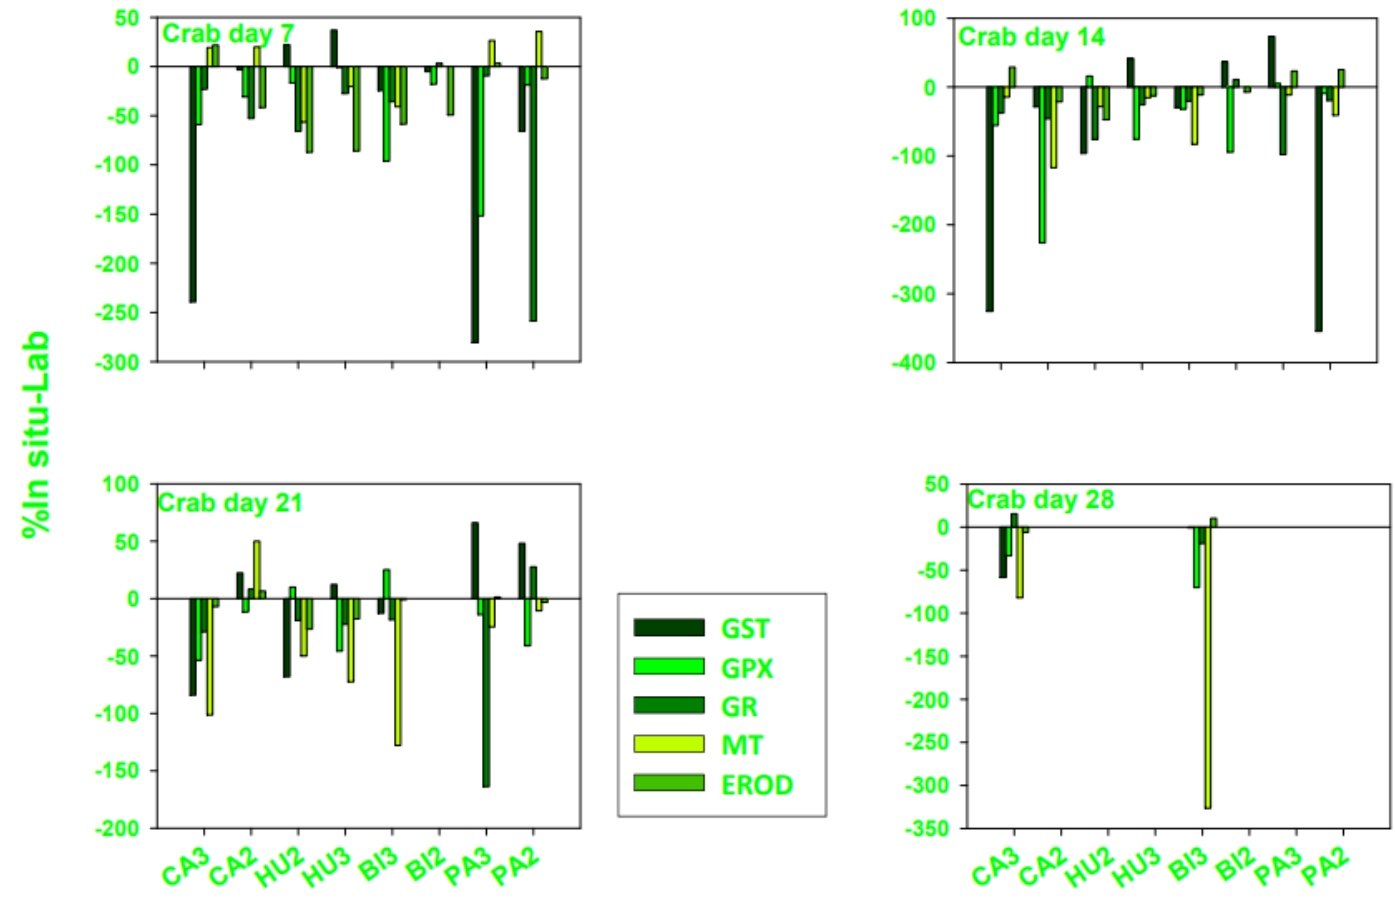 %In situ-Lab
Crab day 7
50
0
-50
-100
-150
-200
-250
-300
Crab day 14
100
0
-100
-200
-300
-400
Crab day 21
100
50
0
-50
-100
-150
-200
CA3 CA2 HU2 HU3 BI3 BI2 PA3 PA2
GST
GPX
GR
MT
EROD
Crab day 28
50
0
-50
-100
-150
-200
-250
-300
-350
CA3 CA2 HU2 HU3 BI3 BI2 PA3 PA2